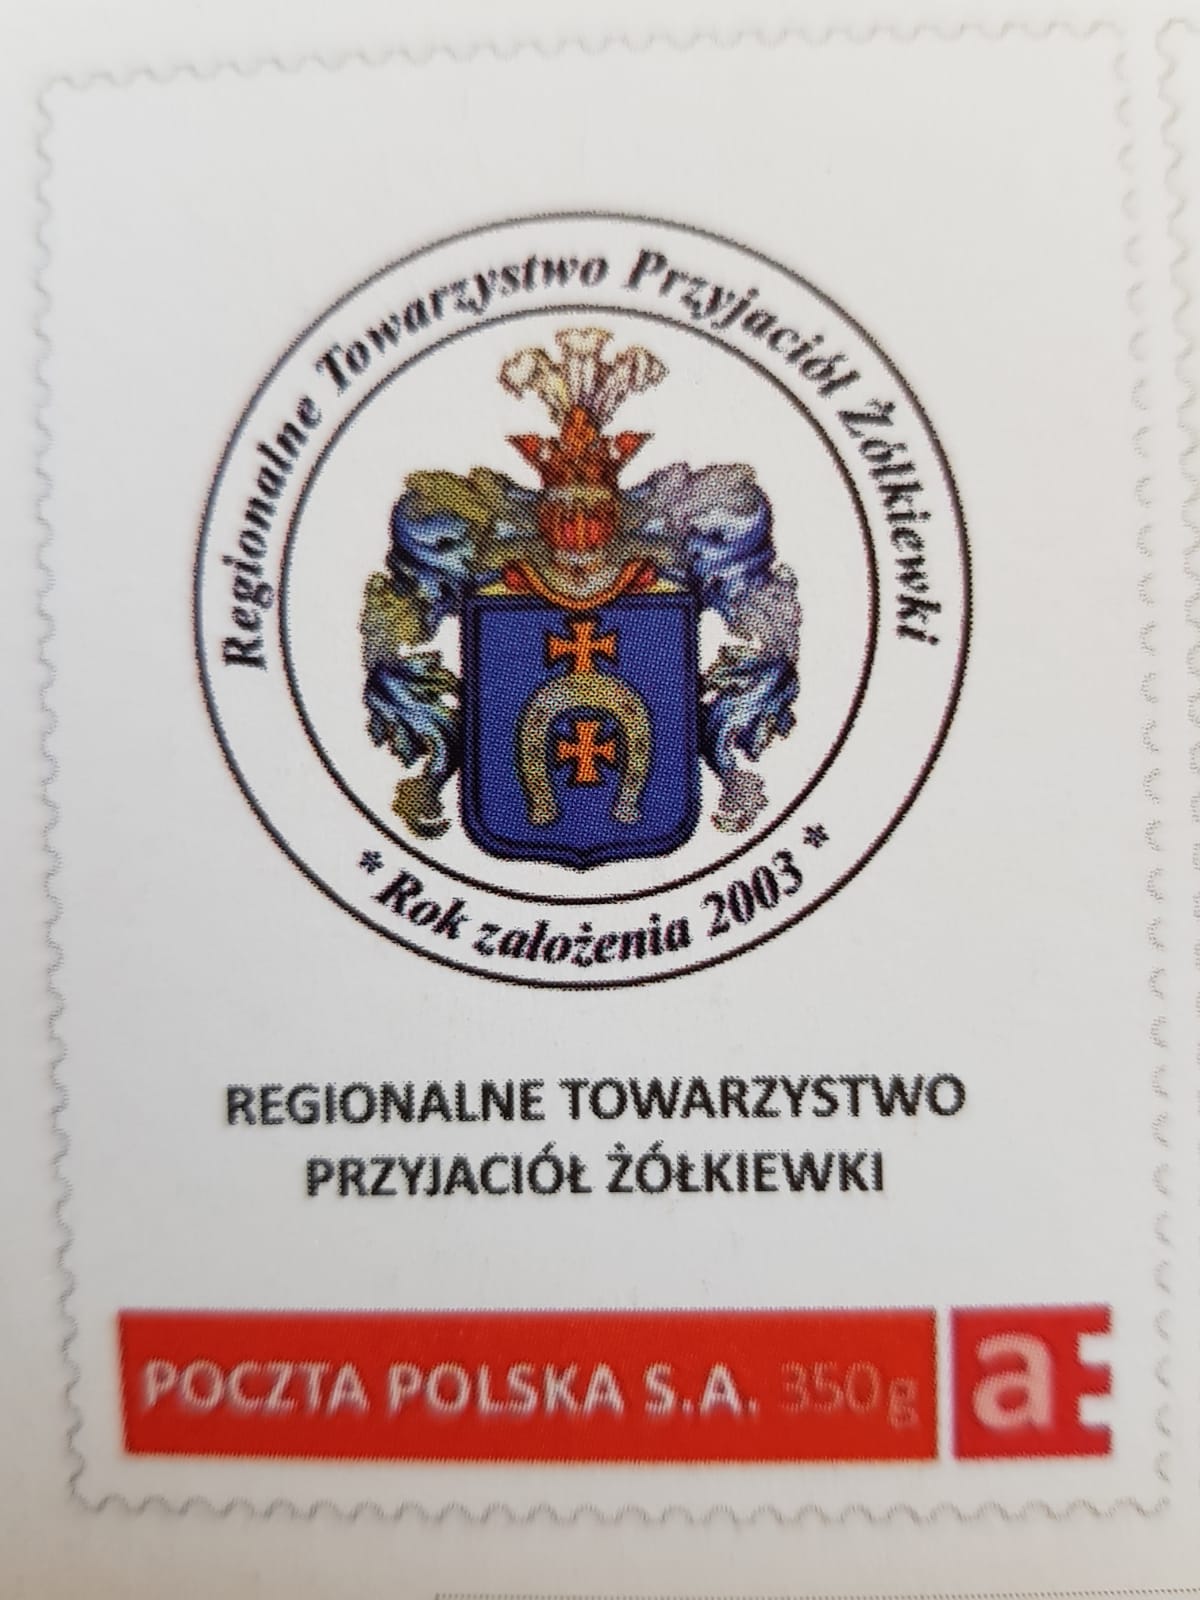 Regionalne Towarzystwo Przyjaciół Żółkiewki
* Rok założenia 2003 *
REGIONALNE TOWARZYSTWO
PRZYJACIÓŁ ŻÓŁKIEWKI
POCZTA POLSKA S.A. 350g a